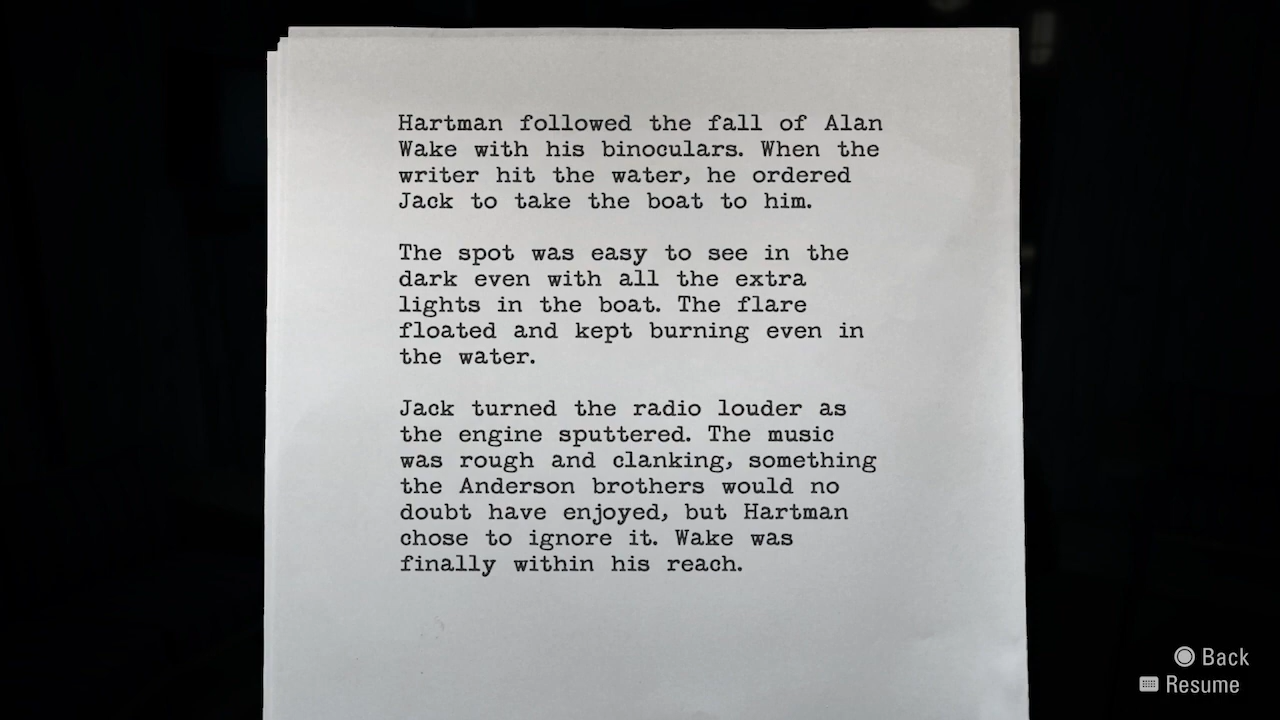 Hartman followed the fall of Alan
Wake with his binoculars. When the
writer hit the water, he ordered
Jack to take the boat to him.
The spot was easy to see in the
dark even with all the extra
lights in the boat. The flare
floated and kept burning even in
the water.
Jack turned the radio louder as
the engine sputtered. The music
was rough and clanking, something
the Anderson brothers would no
doubt have enjoyed, but Hartman
chose to ignore it. Wake was
finally within his reach.
Back
Resume